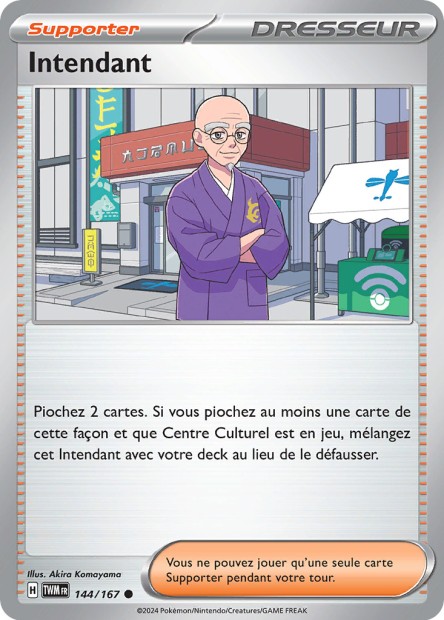 Supporter
DRESSEUR
Intendant
Piochez 2 cartes. Si vous piochez au moins une carte de
cette façon et que Centre Culturel est en jeu, mélangez
cet Intendant avec votre deck au lieu de le défausser.
Illus. Akira Komayama
H TWM FR 144/167
Vous ne pouvez jouer qu'une seule carte
Supporter pendant votre tour.
©2024 Pokémon/Nintendo/Creatures/GAME FREAK